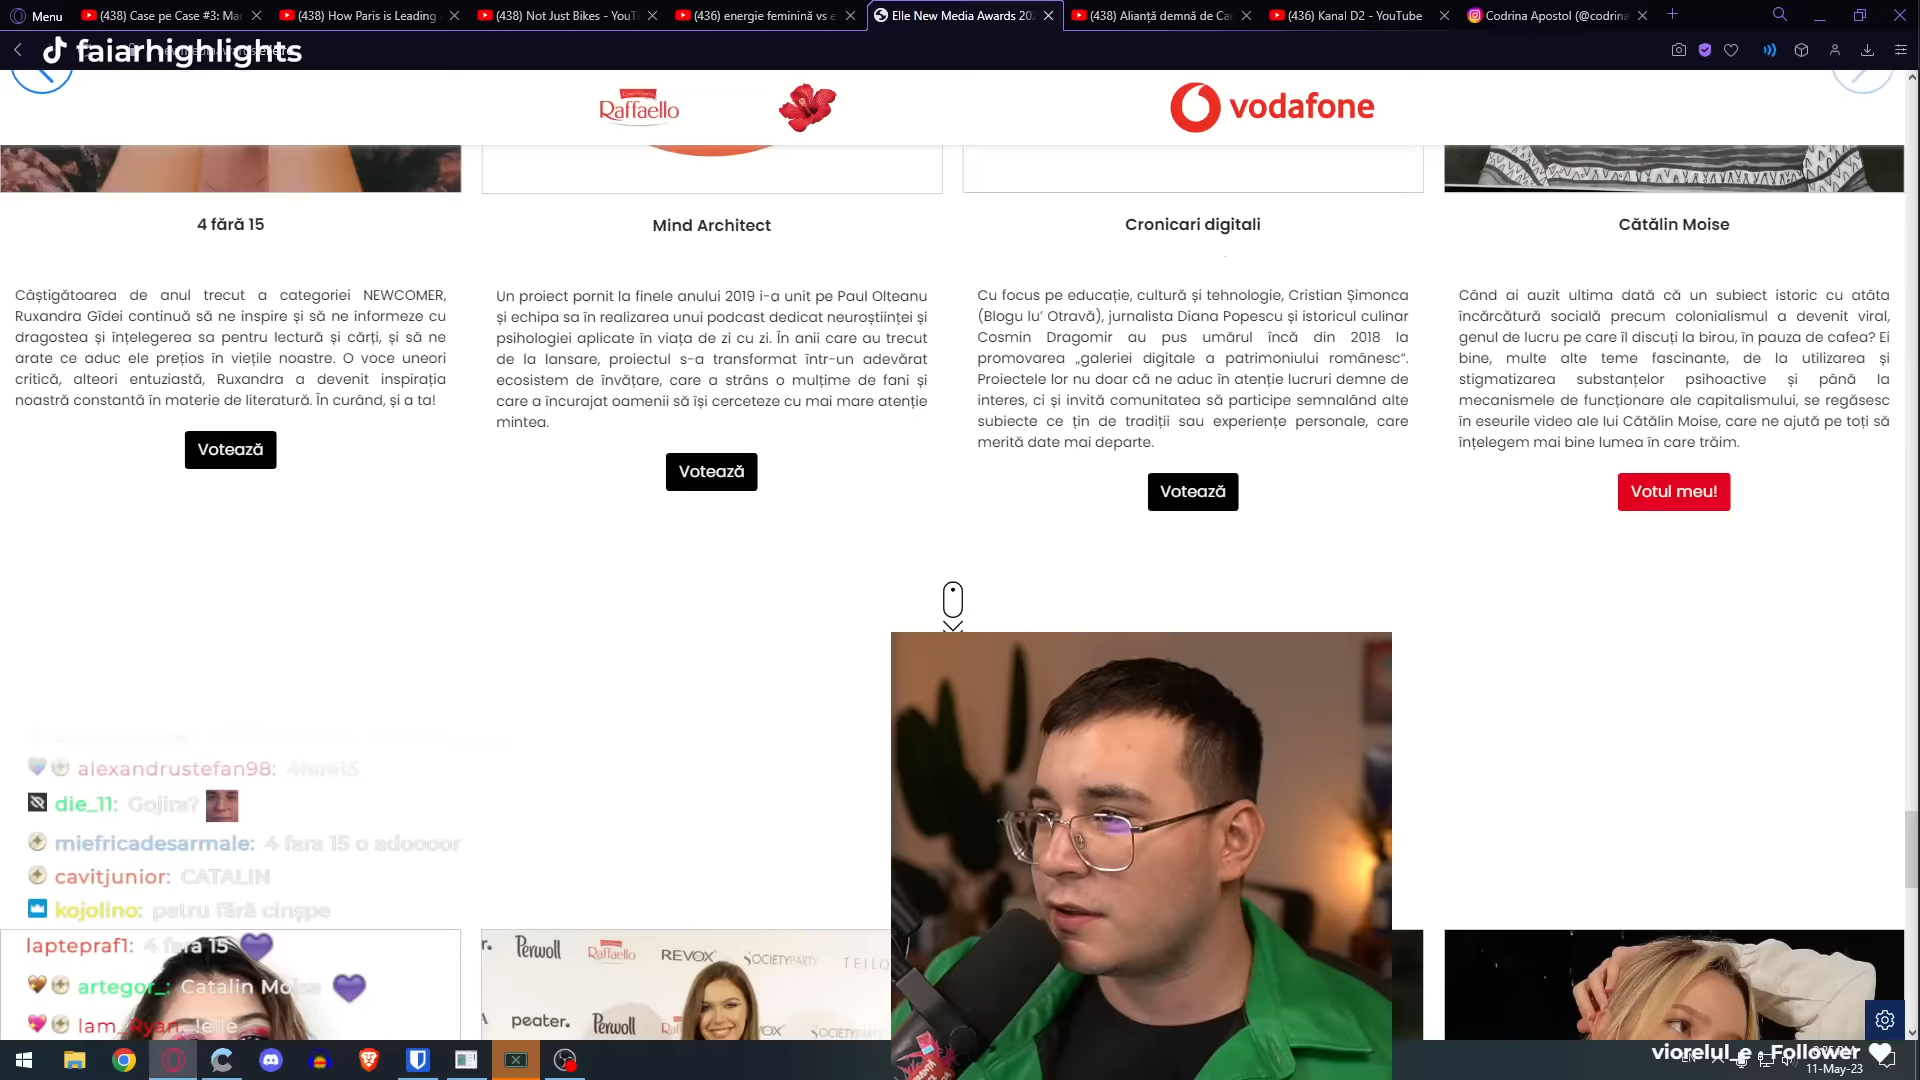 Menu
(438) Case pe Case #3: Mar
(438) How Paris is Leading
(438) Not Just Bikes - YouT
(436) energie feminină vs e
Elle New Media Awards 202
(438) Alianță demnă de Ca
(436) Kanal D2 - YouTube
Codrina Apostol (@codrina
faiarhighlights
Raffaello
vodafone
4 fără 15
Câștigătoarea de anul trecut a categoriei NEWCOMER,
Ruxandra Gîdei continuă să ne inspire și să ne informeze cu
dragostea și înțelegerea sa pentru lectură și cărți, și să ne
arate ce aduc ele prețios în viețile noastre. O voce uneori
critică, alteori entuziastă, Ruxandra a devenit inspirația
noastră constantă în materie de literatură. În curând, și a ta!
Votează
Mind Architect
Un proiect pornit la finele anului 2019 i-a unit pe Paul Olteanu
și echipa sa în realizarea unui podcast dedicat neuroștiinței și
psihologiei aplicate în viața de zi cu zi. În anii care au trecut
de la lansare, proiectul s-a transformat într-un adevărat
ecosistem de învățare, care a strâns o mulțime de fani și
care a încurajat oamenii să își cerceteze cu mai mare atenție
mintea.
Votează
Cronicari digitali
Cu focus pe educație, cultură și tehnologie, Cristian Șimonca
(Blogu lu’ Otravă), jurnalista Diana Popescu și istoricul culinar
Cosmin Dragomir au pus umărul încă din 2018 la
promovarea „galeriei digitale a patrimoniului românesc”.
Proiectele lor nu doar că ne aduc în atenție lucruri demne de
interes, ci și invită comunitatea să participe semnalând alte
subiecte ce țin de tradiții sau experiențe personale, care
merită date mai departe.
Votează
Cătălin Moise
Când ai auzit ultima dată că un subiect istoric cu atâta
încărcătură socială precum colonialismul a devenit viral,
genul de lucru pe care îl discuți la birou, în pauza de cafea? Ei
bine, multe alte teme fascinante, de la utilizarea și
stigmatizarea substanțelor psihoactive și până la
mecanismele de funcționare ale capitalismului, se regăsesc
în eseurile video ale lui Cătălin Moise, care ne ajută pe toți să
înțelegem mai bine lumea în care trăim.
Votul meu!
alexandrustefan98: 4fara15
die_11: Gojira?
miefricadesarmale: 4 fara 15 o adoooor
cavitjunior: CATALIN
kojolino: patru fără cinșpe
laptepraf1: 4 fara 15
artegor_: Catalin Moise
Iam_Ryan: !elle
Perwoll
Raffaello
REVOX
SOCIETYPARTY
TEILO
peater.
Perwoll
SOCIETYPARTY
viorelul_e - Follower
11-May-23